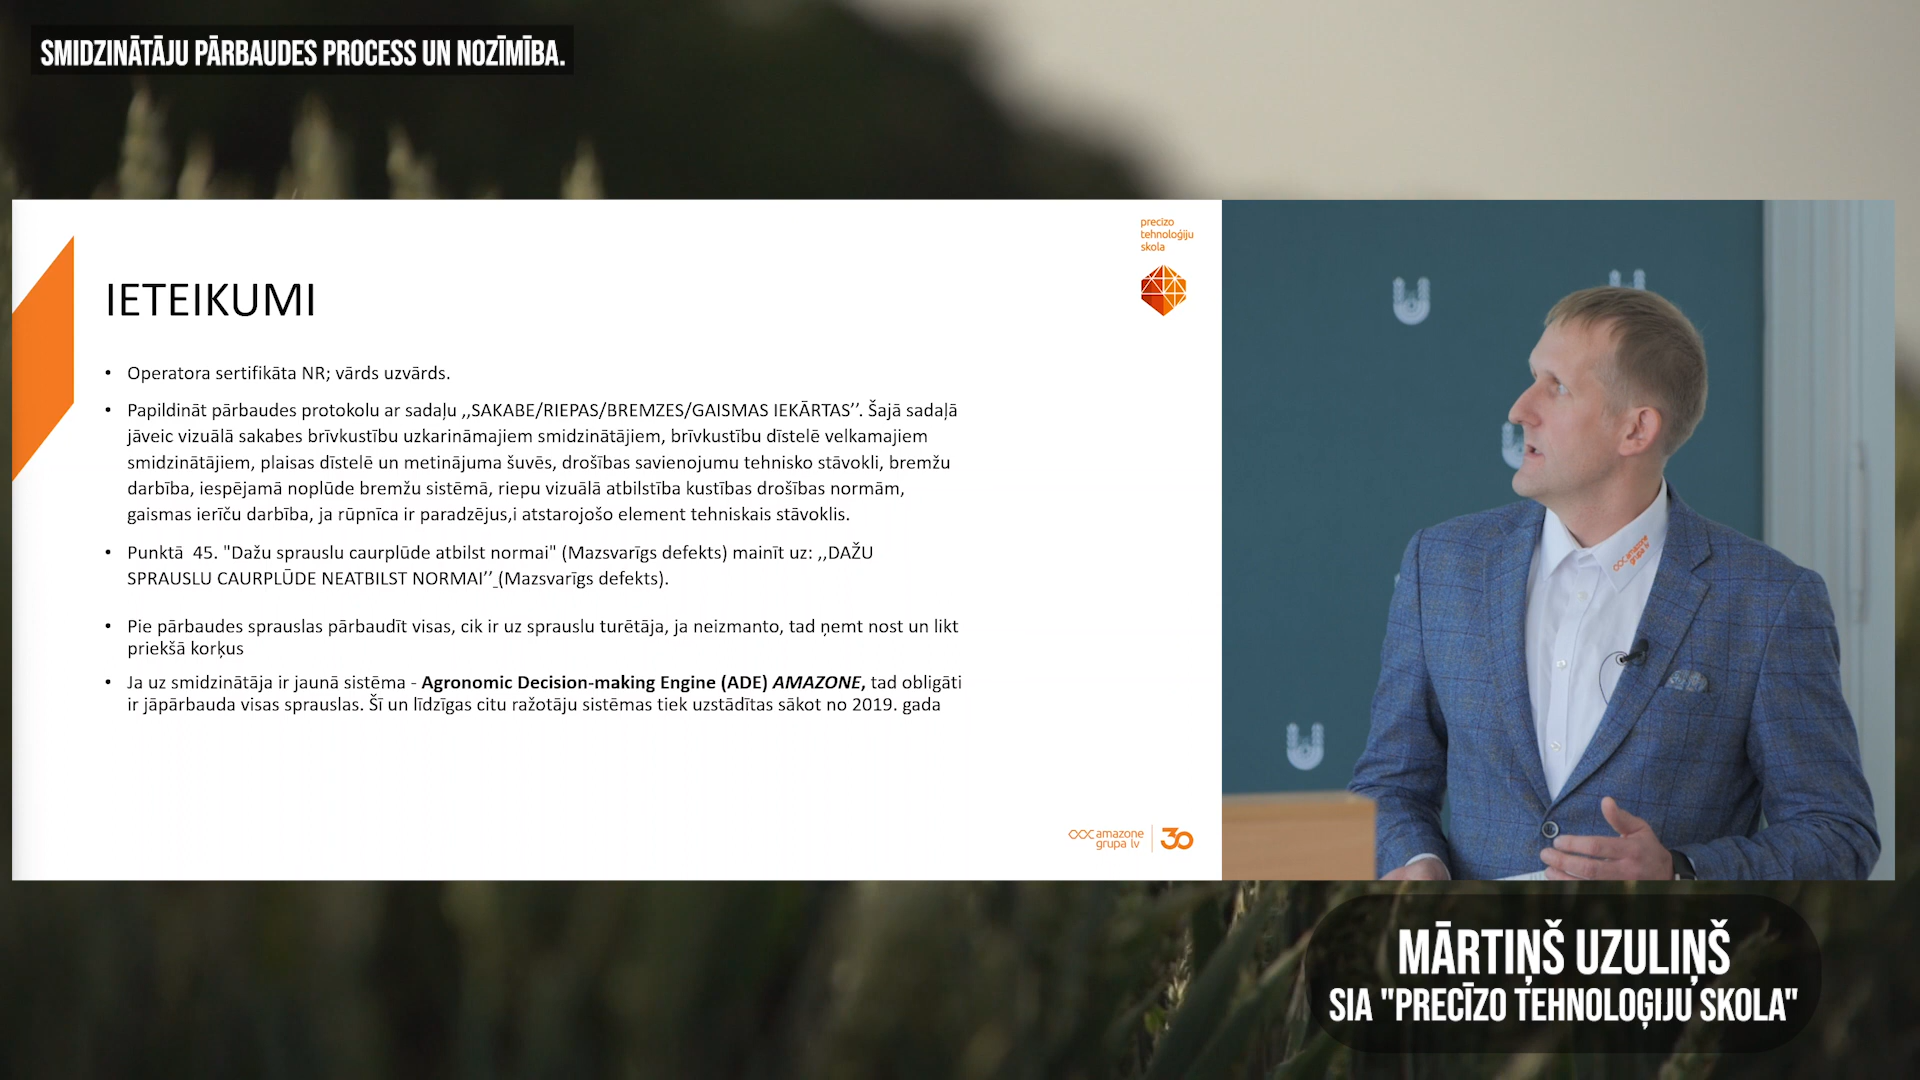 SMIDZINĀTĀJU PĀRBAUDES PROCESS UN NOZĪMĪBA.
precīzo
tehnoloģiju
skola
IETEIKUMI
• Operatora sertifikāta NR; vārds uzvārds.
• Papildināt pārbaudes protokolu ar sadaļu ,,SAKABE/RIEPAS/BREMZES/GAISMAS IEKĀRTAS’’. Šajā sadaļā
jāveic vizuālā sakabes brīvkustību uzkarināmajiem smidzinātājiem, brīvkustību dīstelē velkamajiem
smidzinātājiem, plaisas dīstelē un metinājuma šuvēs, drošības savienojumu tehnisko stāvokli, bremžu
darbība, iespējamā noplūde bremžu sistēmā, riepu vizuālā atbilstība kustības drošības normām,
gaismas ierīču darbība, ja rūpnīca ir paradzējus,i atstarojošo element tehniskais stāvoklis.
• Punktā  45. "Dažu sprauslu caurplūde atbilst normai" (Mazsvarīgs defekts) mainīt uz: ,,DAŽU
SPRAUSLU CAURPLŪDE NEATBILST NORMAI’’ (Mazsvarīgs defekts).
• Pie pārbaudes sprauslas pārbaudīt visas, cik ir uz sprauslu turētāja, ja neizmanto, tad ņemt nost un likt
priekšā korķus
• Ja uz smidzinātāja ir jaunā sistēma - Agronomic Decision-making Engine (ADE) AMAZONE, tad obligāti
ir jāpārbauda visas sprauslas. Šī un līdzīgas citu ražotāju sistēmas tiek uzstādītas sākot no 2019. gada
amazone
grupa lv
30
amazone
grupa lv
MĀRTIŅŠ UZULIŅŠ
SIA "PRECĪZO TEHNOLOĢIJU SKOLA"